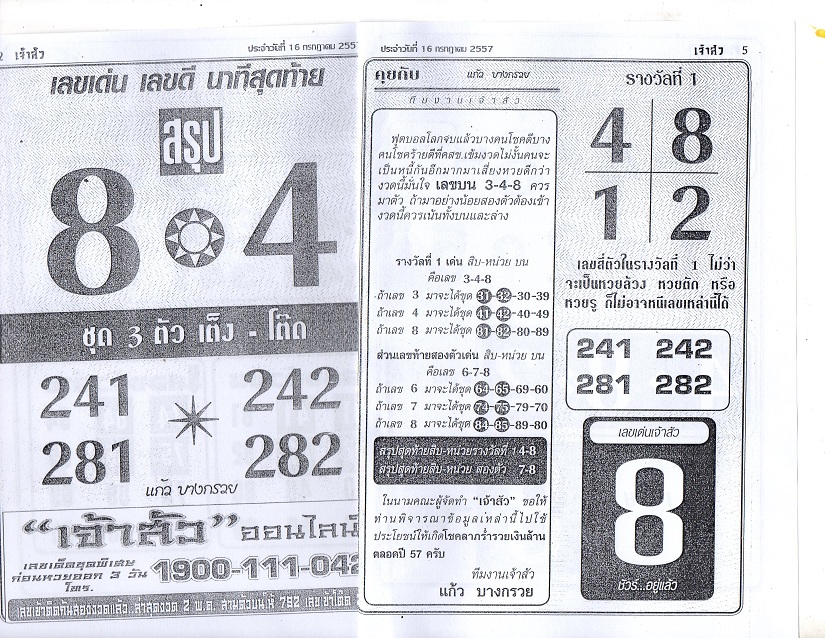 2 เจ้าสัว
ประจำวันที่ 16 กรกฎาคม 2557
เลขเด่น เลขดี นาทีสุดท้าย
สรุป
8 4
ชุด 3 ตัว เต็ง - โต๊ด
241 242
281 282
แก้ว บางกรวย
“เจ้าสัว” ออนไลน์
เลขเด็ดชุดพิเศษ
ก่อนหวยออก 3 วัน
โทร. 1900-111-042
ประจำวันที่ 16 กรกฎาคม 2557
เจ้าสัว 5
คุยกับ แก้ว บางกรวย
ทีมงานเจ้าสัว
ฟุตบอลโลกจบแล้วบางคนโชคดีบาง
คนโชคร้ายดีที่คสช.เข้มงวดไม่งั้นคนจะ
เป็นหนี้กันอีกมากมาเสี่ยงหวยดีกว่า
งวดนี้มั่นใจ เลขบน 3-4-8 ควร
มาตัว ถ้ามาอย่างน้อยสองตัวต้องเข้า
งวดนี้ควรเน้นทั้งบนและล่าง
รางวัลที่ 1 เด่น สิบ-หน่วย บน
คือเลข 3-4-8
ถ้าเลข 3 มาจะได้ชุด 31-32-30-39
ถ้าเลข 4 มาจะได้ชุด 41-42-40-49
ถ้าเลข 8 มาจะได้ชุด 81-82-80-89
ส่วนเลขท้ายสองตัวเด่น สิบ-หน่วย บน
คือเลข 6-7-8
ถ้าเลข 6 มาจะได้ชุด 64-65-69-60
ถ้าเลข 7 มาจะได้ชุด 74-75-79-70
ถ้าเลข 8 มาจะได้ชุด 84-85-89-80
สรุปสุดท้ายสิบ-หน่วยรางวัลที่ 1 4-8
สรุปสุดท้ายสิบ-หน่วย สองตัว 7-8
ในนามคณะผู้จัดทำ “เจ้าสัว” ขอให้
ท่านพิจารณาข้อมูลเหล่านี้ไปใช้
ประโยชน์ให้เกิดโชคลาภร่ำรวยเงินล้าน
ตลอดปี 57 ครับ
ทีมงานเจ้าสัว
แก้ว บางกรวย
รางวัลที่ 1
4 8
1 2
เลขสี่ตัวในรางวัลที่ 1 ไม่ว่า
จะเป็นหวยล้วง หวยตัด หรือ
หวยรู ก็ไม่อาจหนีเลขเหล่านี้ได้
241 242
281 282
เลขเด่นเจ้าสัว
8
ชัวร์...อยู่แล้ว